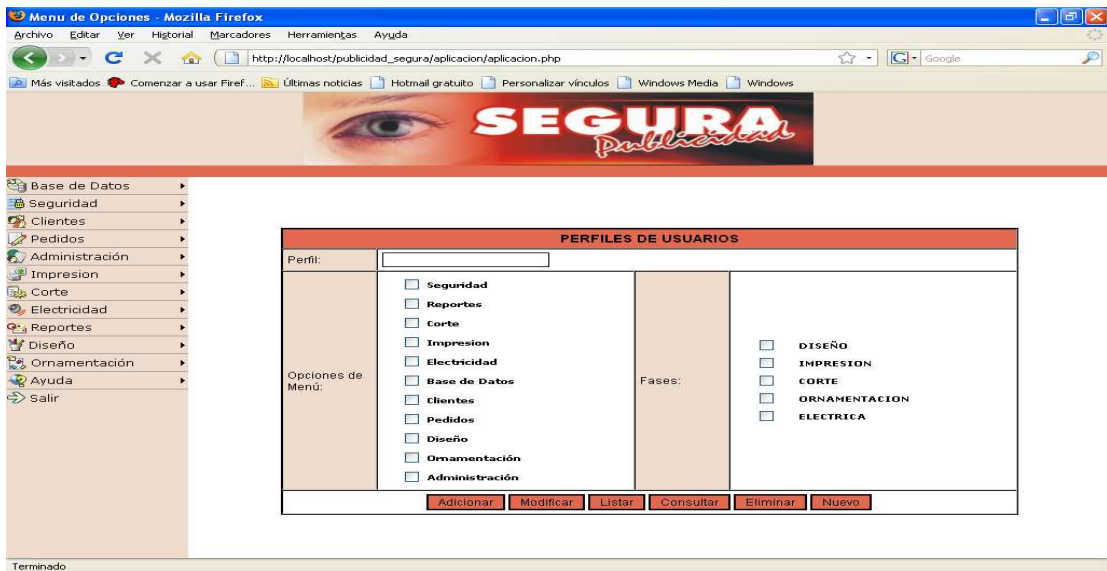 Menu de Opciones - Mozilla Firefox
Archivo Editar Ver Historial Marcadores Herramientas Ayuda
http://localhost/publicidad_segura/aplicacion/aplicacion.php
Google
Más visitados Comenzar a usar Firef... Últimas noticias Hotmail gratuito Personalizar vínculos Windows Media Windows
SEGURA
Publicidad
Base de Datos
Seguridad
Clientes
Pedidos
Administración
Impresion
Corte
Electricidad
Reportes
Diseño
Ornamentación
Ayuda
Salir
PERFILES DE USUARIOS
Perfil:
Opciones de
Menú:
Seguridad
Reportes
Corte
Impresion
Electricidad
Base de Datos
Clientes
Pedidos
Diseño
Ornamentación
Administración
Fases:
DISEÑO
IMPRESION
CORTE
ORNAMENTACION
ELECTRICA
Adicionar Modificar Listar Consultar Eliminar Nuevo
Terminado